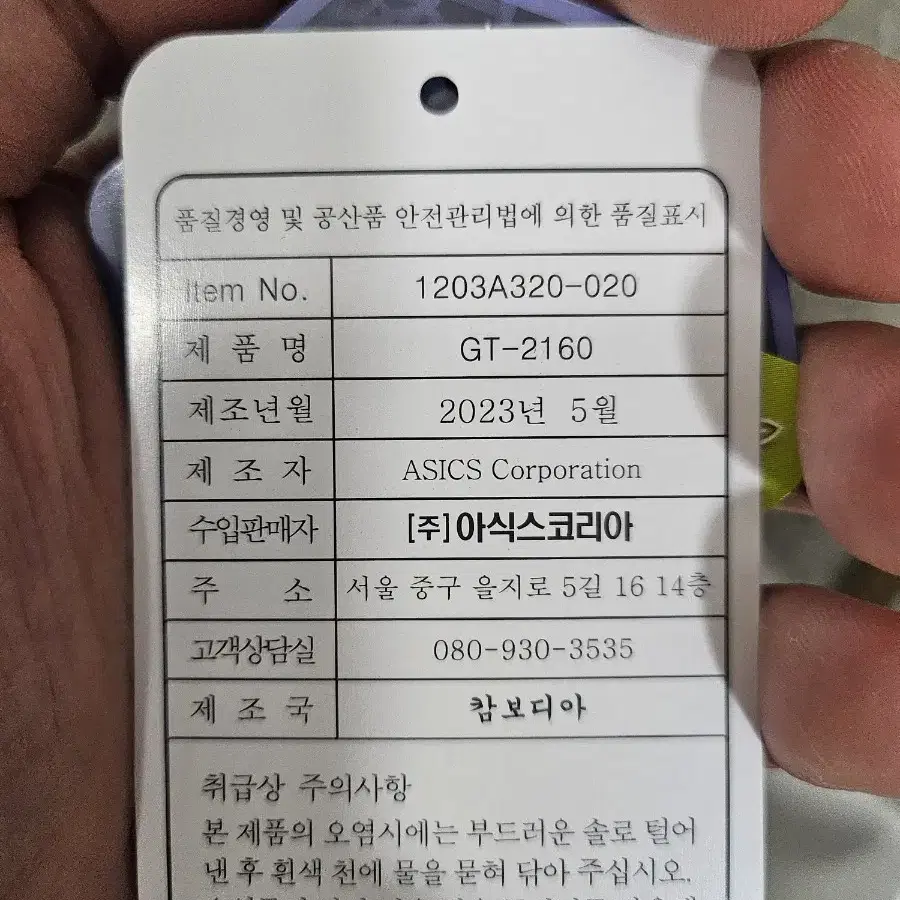 품질경영 및 공산품 안전관리법에 의한 품질표시
Item No. 1203A320-020
제 품 명 GT-2160
제조년월 2023년 5월
제 조 자 ASICS Corporation
수입판매자 [주]아식스코리아
주 소 서울 중구 을지로 5길 16 14층
고객상담실 080-930-3535
제 조 국 캄보디아
취급상 주의사항
본 제품의 오염시에는 부드러운 솔로 털어
낸 후 흰색 천에 물을 묻혀 닦아 주십시오.